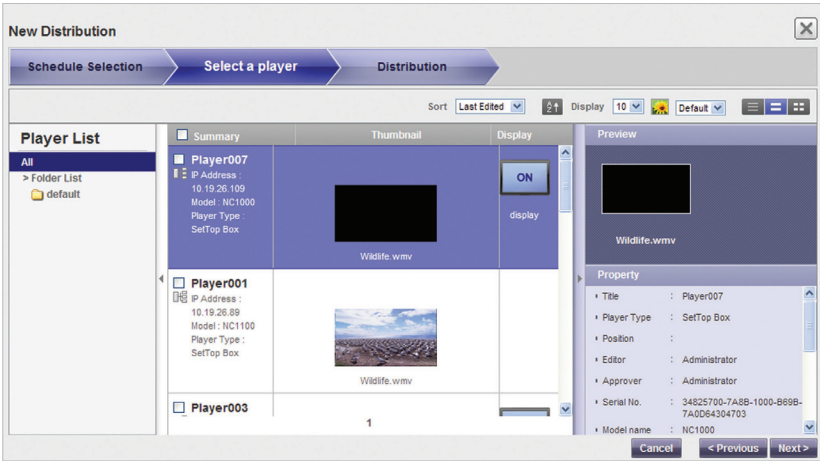 New Distribution
Schedule Selection
Select a player
Distribution
Sort
Last Edited
Display
10
Default
Player List
All
> Folder List
default
Summary
Thumbnail
Display
Player007
IP Address :
10.19.26.109
Model : NC1000
Player Type :
SetTop Box
Wildlife.wmv
ON
display
Player001
IP Address :
10.19.26.89
Model : NC1100
Player Type :
SetTop Box
Wildlife.wmv
Player003
1
Preview
Wildlife.wmv
Property
Title : Player007
Player Type : SetTop Box
Position :
Editor : Administrator
Approver : Administrator
Serial No. : 34825700-7A8B-1000-B69B-
7A0D64304703
Model name : NC1000
Cancel
< Previous
Next >